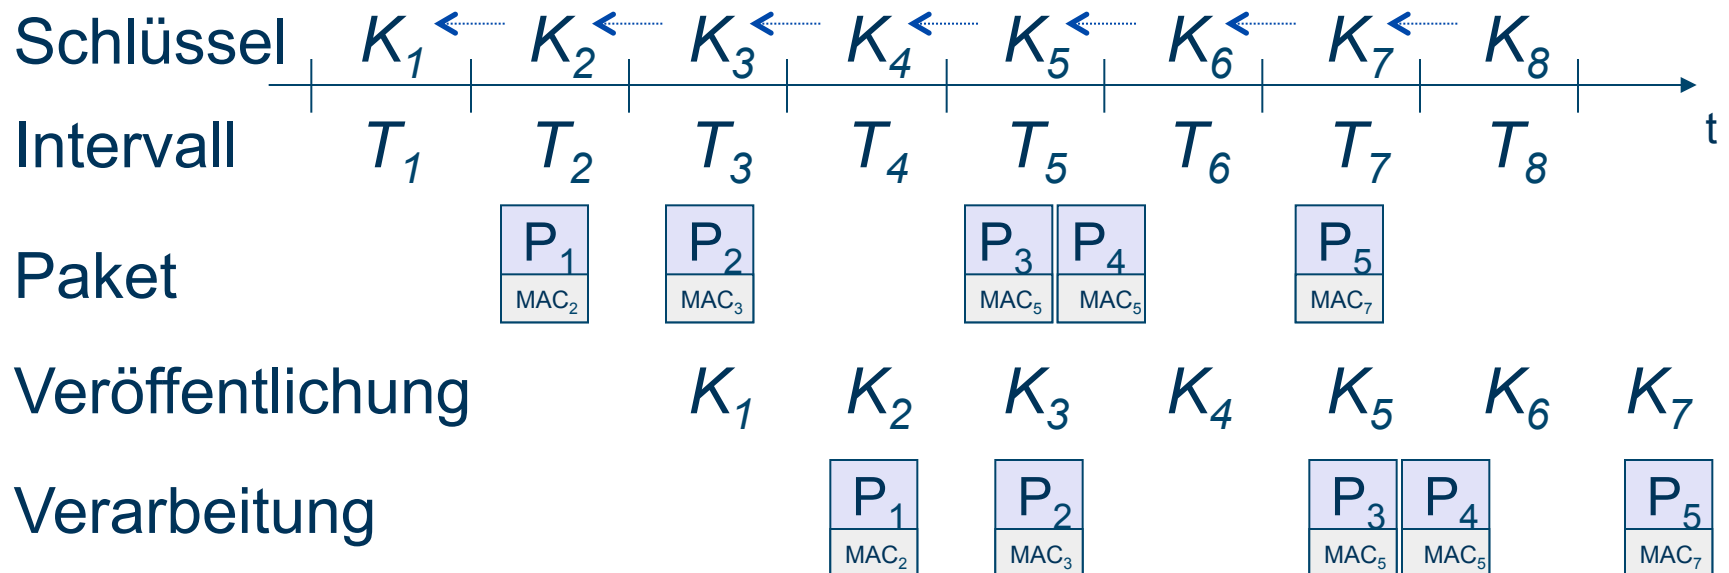 Schlüssel K1 K2 K3 K4 K5 K6 K7 K8
t
Intervall T1 T2 T3 T4 T5 T6 T7 T8
Paket P1 P2 P3 P4 P5
MAC2 MAC3 MAC5 MAC5 MAC7
Veröffentlichung K1 K2 K3 K4 K5 K6 K7
Verarbeitung P1 P2 P3 P4 P5
MAC2 MAC3 MAC5 MAC5 MAC7